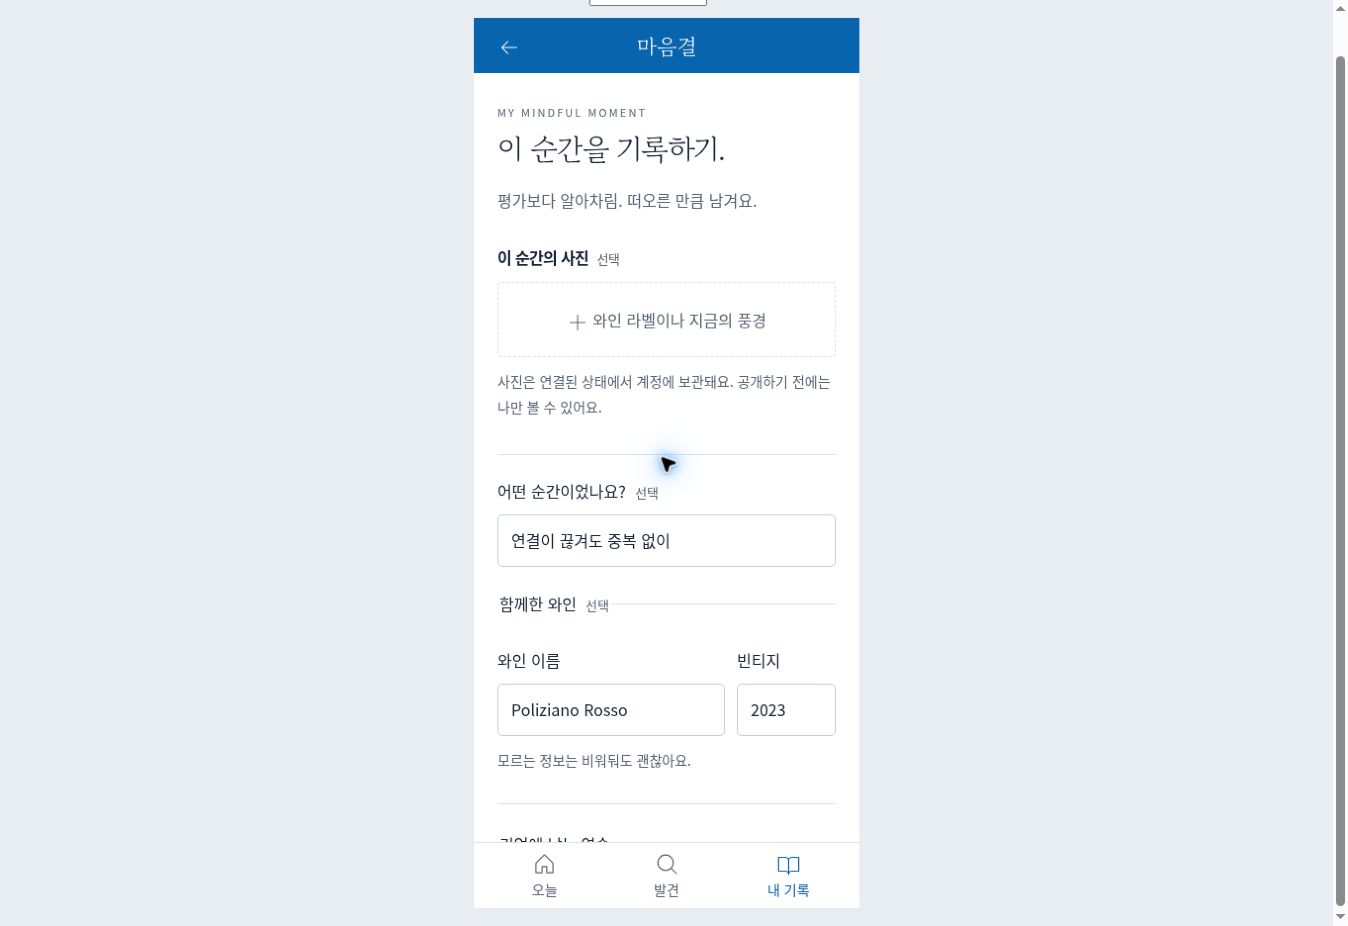 마음결
MY MINDFUL MOMENT
이 순간을 기록하기.
평가보다 알아차림. 떠오른 만큼 남겨요.
이 순간의 사진 선택
와인 라벨이나 지금의 풍경
사진은 연결된 상태에서 계정에 보관돼요. 공개하기 전에는
나만 볼 수 있어요.
어떤 순간이었나요? 선택
연결이 끊겨도 중복 없이
함께한 와인 선택
와인 이름 빈티지
Poliziano Rosso 2023
모르는 정보는 비워둬도 괜찮아요.
오늘 발견 내 기록